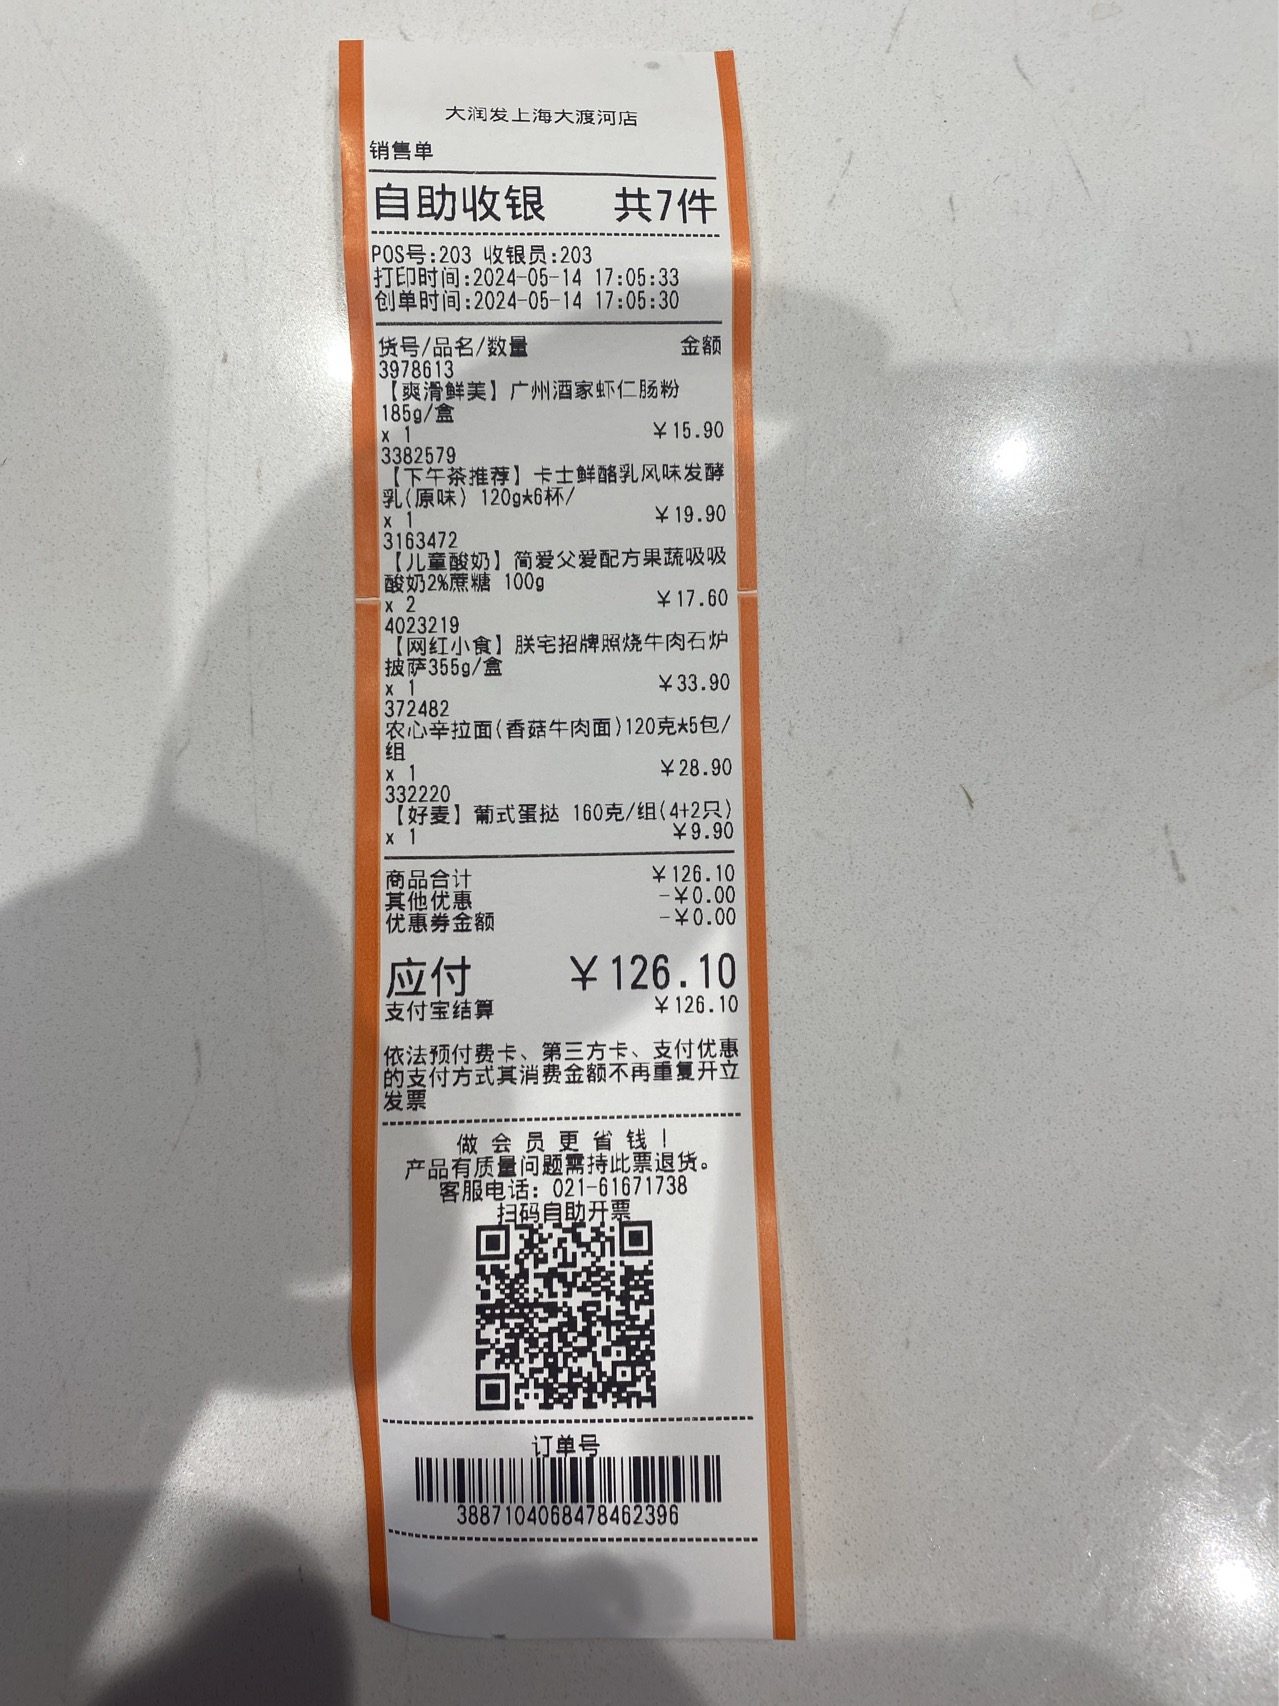 大润发上海大渡河店
销售单
自助收银 共7件
POS号:203 收银员:203
打印时间:2024-05-14 17:05:33
创单时间:2024-05-14 17:05:30
货号/品名/数量 金额
3978613
【爽滑鲜美】广州酒家虾仁肠粉
185g/盒
x 1 ￥15.90
3382579
【下午茶推荐】卡士鲜酪乳风味发酵
乳(原味) 120g*6杯/
x 1 ￥19.90
3163472
【儿童酸奶】简爱父爱配方果蔬吸吸
酸奶2%蔗糖 100g
x 2 ￥17.60
4023219
【网红小食】朕宅招牌照烧牛肉石炉
披萨355g/盒
x 1 ￥33.90
372482
农心辛拉面(香菇牛肉面)120克*5包/
组
x 1 ￥28.90
332220
【好麦】葡式蛋挞 160克/组(4+2只)
x 1 ￥9.90
商品合计 ￥126.10
其他优惠 -￥0.00
优惠券金额 -￥0.00
应付 ￥126.10
支付宝结算 ￥126.10
依法预付费卡、第三方卡、支付优惠
的支付方式其消费金额不再重复开立
发票
做会员更省钱！
产品有质量问题需持此票退货。
客服电话：021-61671738
扫码自助开票
订单号
3887104068478462396